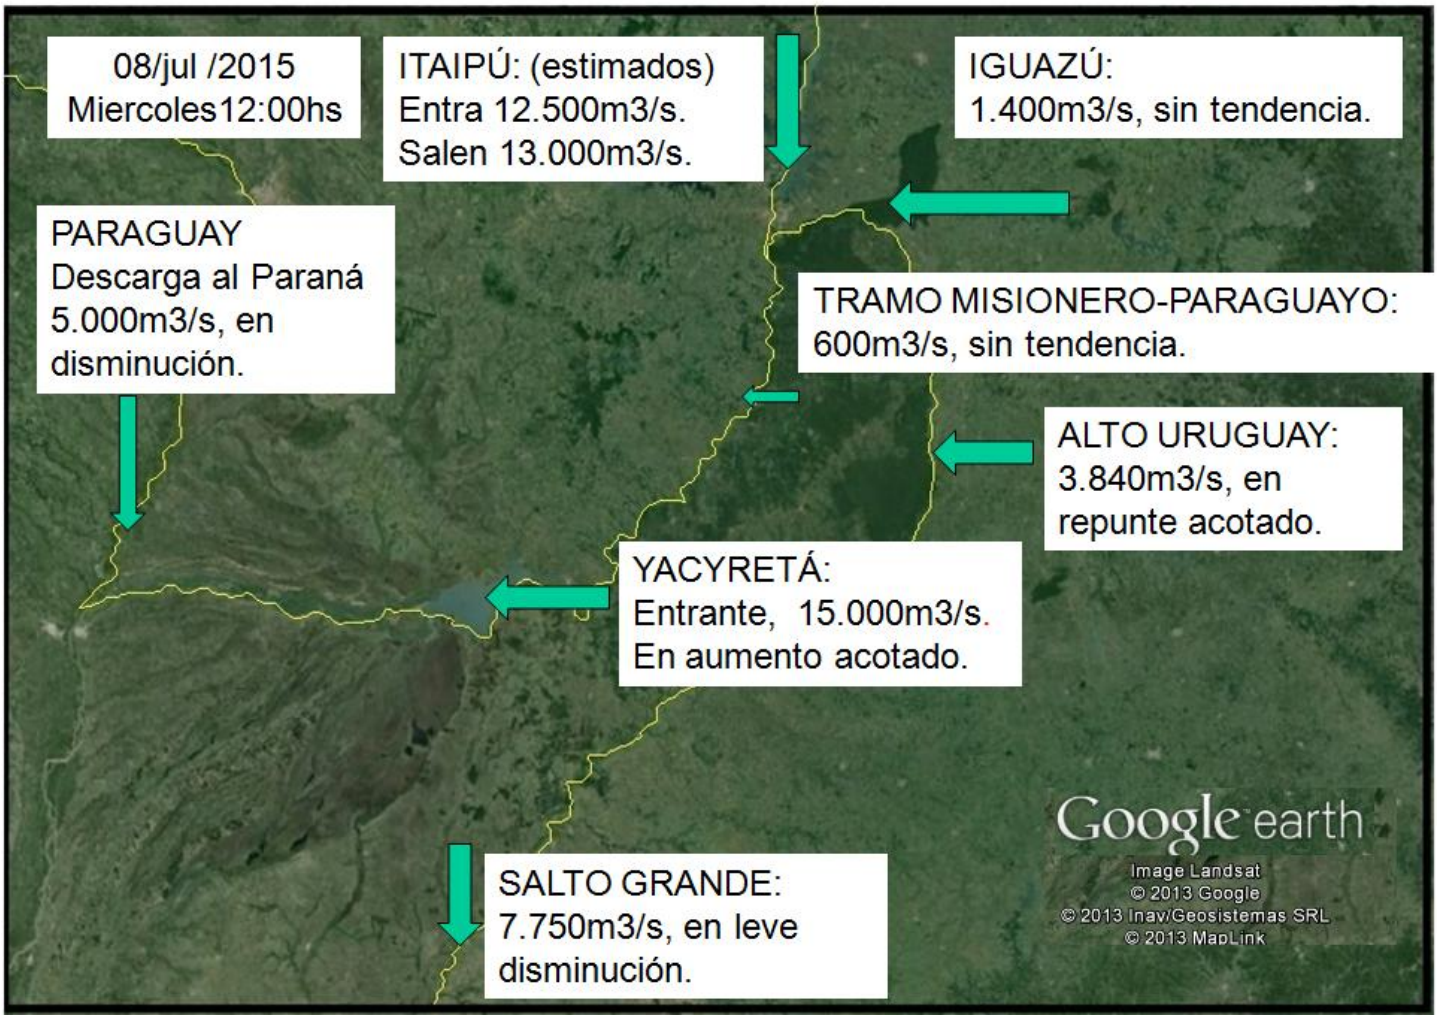 08/jul /2015
Miercoles12:00hs
ITAIPÚ: (estimados)
Entra 12.500m3/s.
Salen 13.000m3/s.
IGUAZÚ:
1.400m3/s, sin tendencia.
PARAGUAY
Descarga al Paraná
5.000m3/s, en
disminución.
TRAMO MISIONERO-PARAGUAYO:
600m3/s, sin tendencia.
ALTO URUGUAY:
3.840m3/s, en
repunte acotado.
YACYRETÁ:
Entrante, 15.000m3/s.
En aumento acotado.
SALTO GRANDE:
7.750m3/s, en leve
disminución.
Google earth
Image Landsat
© 2013 Google
© 2013 Inav/Geosistemas SRL
© 2013 MapLink